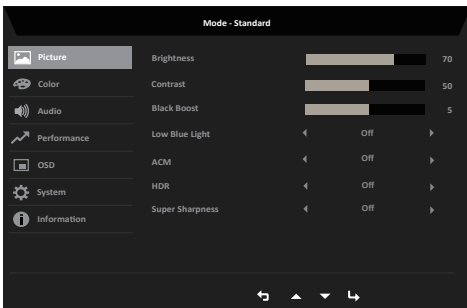 Mode - Standard
Picture
Brightness 70
Color
Contrast 50
Audio
Black Boost 5
Performance
Low Blue Light Off
OSD
ACM Off
System
HDR Off
Information
Super Sharpness Off